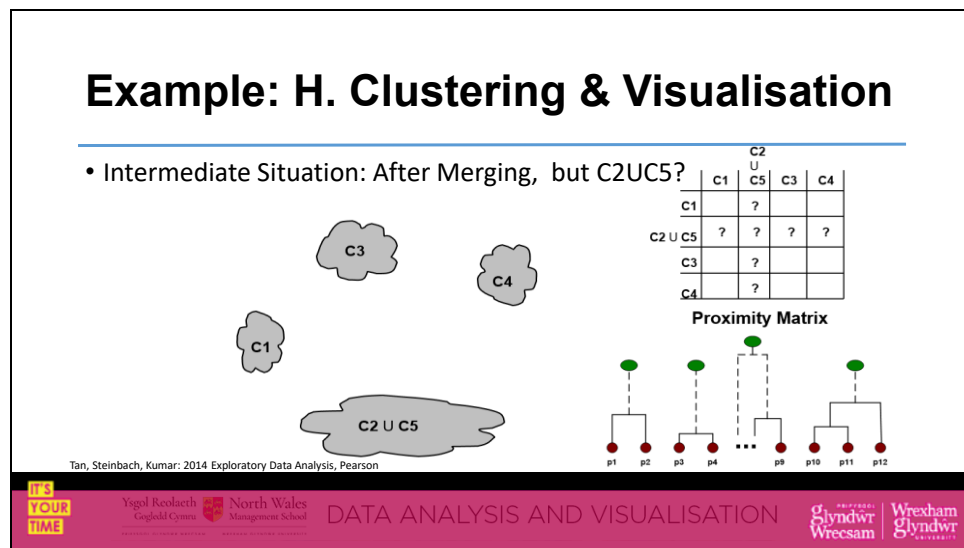 Example: H. Clustering & Visualisation
• Intermediate Situation: After Merging, but C2UC5?
C2
U
C1 C5 C3 C4
C1 ?
C2 U C5 ? ? ? ?
C3 ?
C4 ?
Proximity Matrix
C3
C4
C1
C2 U C5
...
p1 p2 p3 p4 p9 p10 p11 p12
Tan, Steinbach, Kumar: 2014 Exploratory Data Analysis, Pearson
IT'S
YOUR
TIME
Ysgol Reolaeth
Gogledd Cymru
North Wales
Management School
DATA ANALYSIS AND VISUALISATION
PRIFYSGOL
Glyndŵr
Wrecsam
Wrexham
glyndŵr
UNIVERSITY